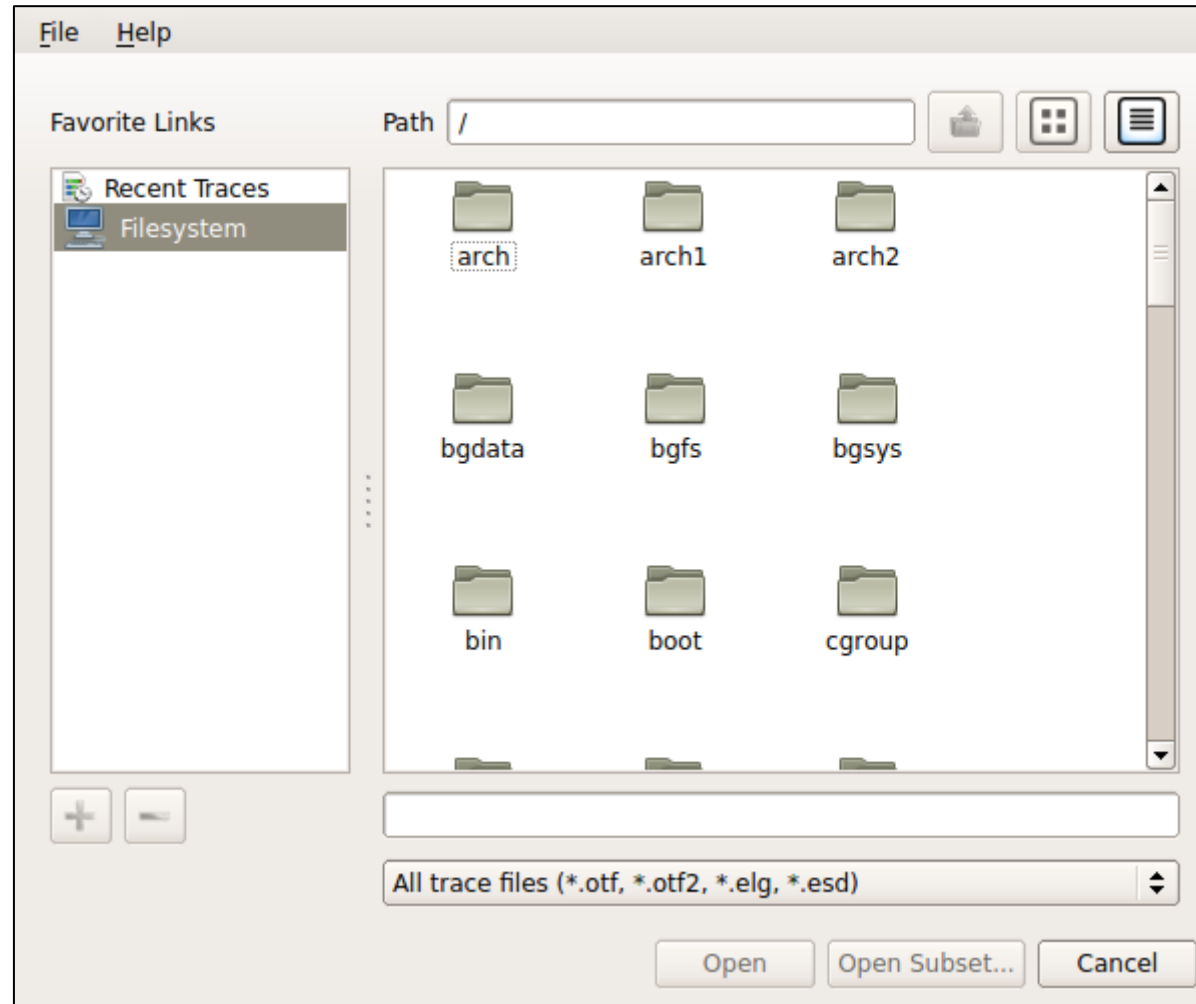 File Help
Favorite Links
Path /
Recent Traces
Filesystem
arch arch1 arch2
bgdata bgfs bgsys
bin boot cgroup
All trace files (*.otf, *.otf2, *.elg, *.esd)
Open Open Subset... Cancel